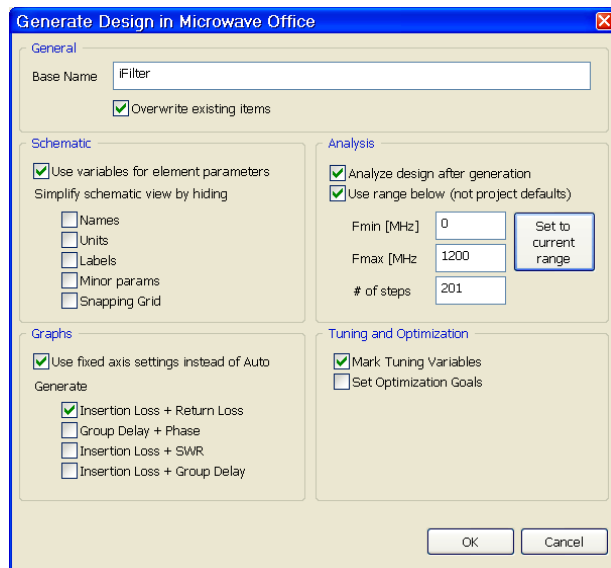 Generate Design in Microwave Office
General
Base Name
iFilter
Overwrite existing items
Schematic
Use variables for element parameters
Simplify schematic view by hiding
Names
Units
Labels
Minor params
Snapping Grid
Analysis
Analyze design after generation
Use range below (not project defaults)
Fmin [MHz]
0
Fmax [MHz
1200
# of steps
201
Set to
current
range
Graphs
Use fixed axis settings instead of Auto
Generate
Insertion Loss + Return Loss
Group Delay + Phase
Insertion Loss + SWR
Insertion Loss + Group Delay
Tuning and Optimization
Mark Tuning Variables
Set Optimization Goals
OK
Cancel